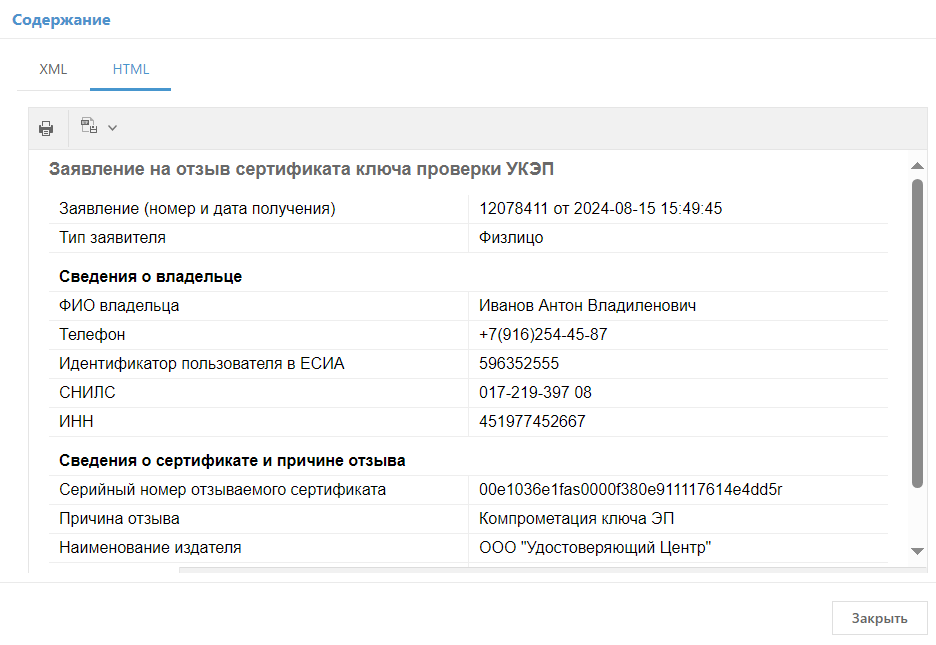 Содержание
XML HTML
Заявление на отзыв сертификата ключа проверки УКЭП
Заявление (номер и дата получения) 12078411 от 2024-08-15 15:49:45
Тип заявителя Физлицо
Сведения о владельце
ФИО владельца Иванов Антон Владиленович
Телефон +7(916)254-45-87
Идентификатор пользователя в ЕСИА 596352555
СНИЛС 017-219-397 08
ИНН 451977452667
Сведения о сертификате и причине отзыва
Серийный номер отзываемого сертификата 00e1036e1fas0000f380e911117614e4dd5r
Причина отзыва Компрометация ключа ЭП
Наименование издателя ООО "Удостоверяющий Центр"
Закрыть